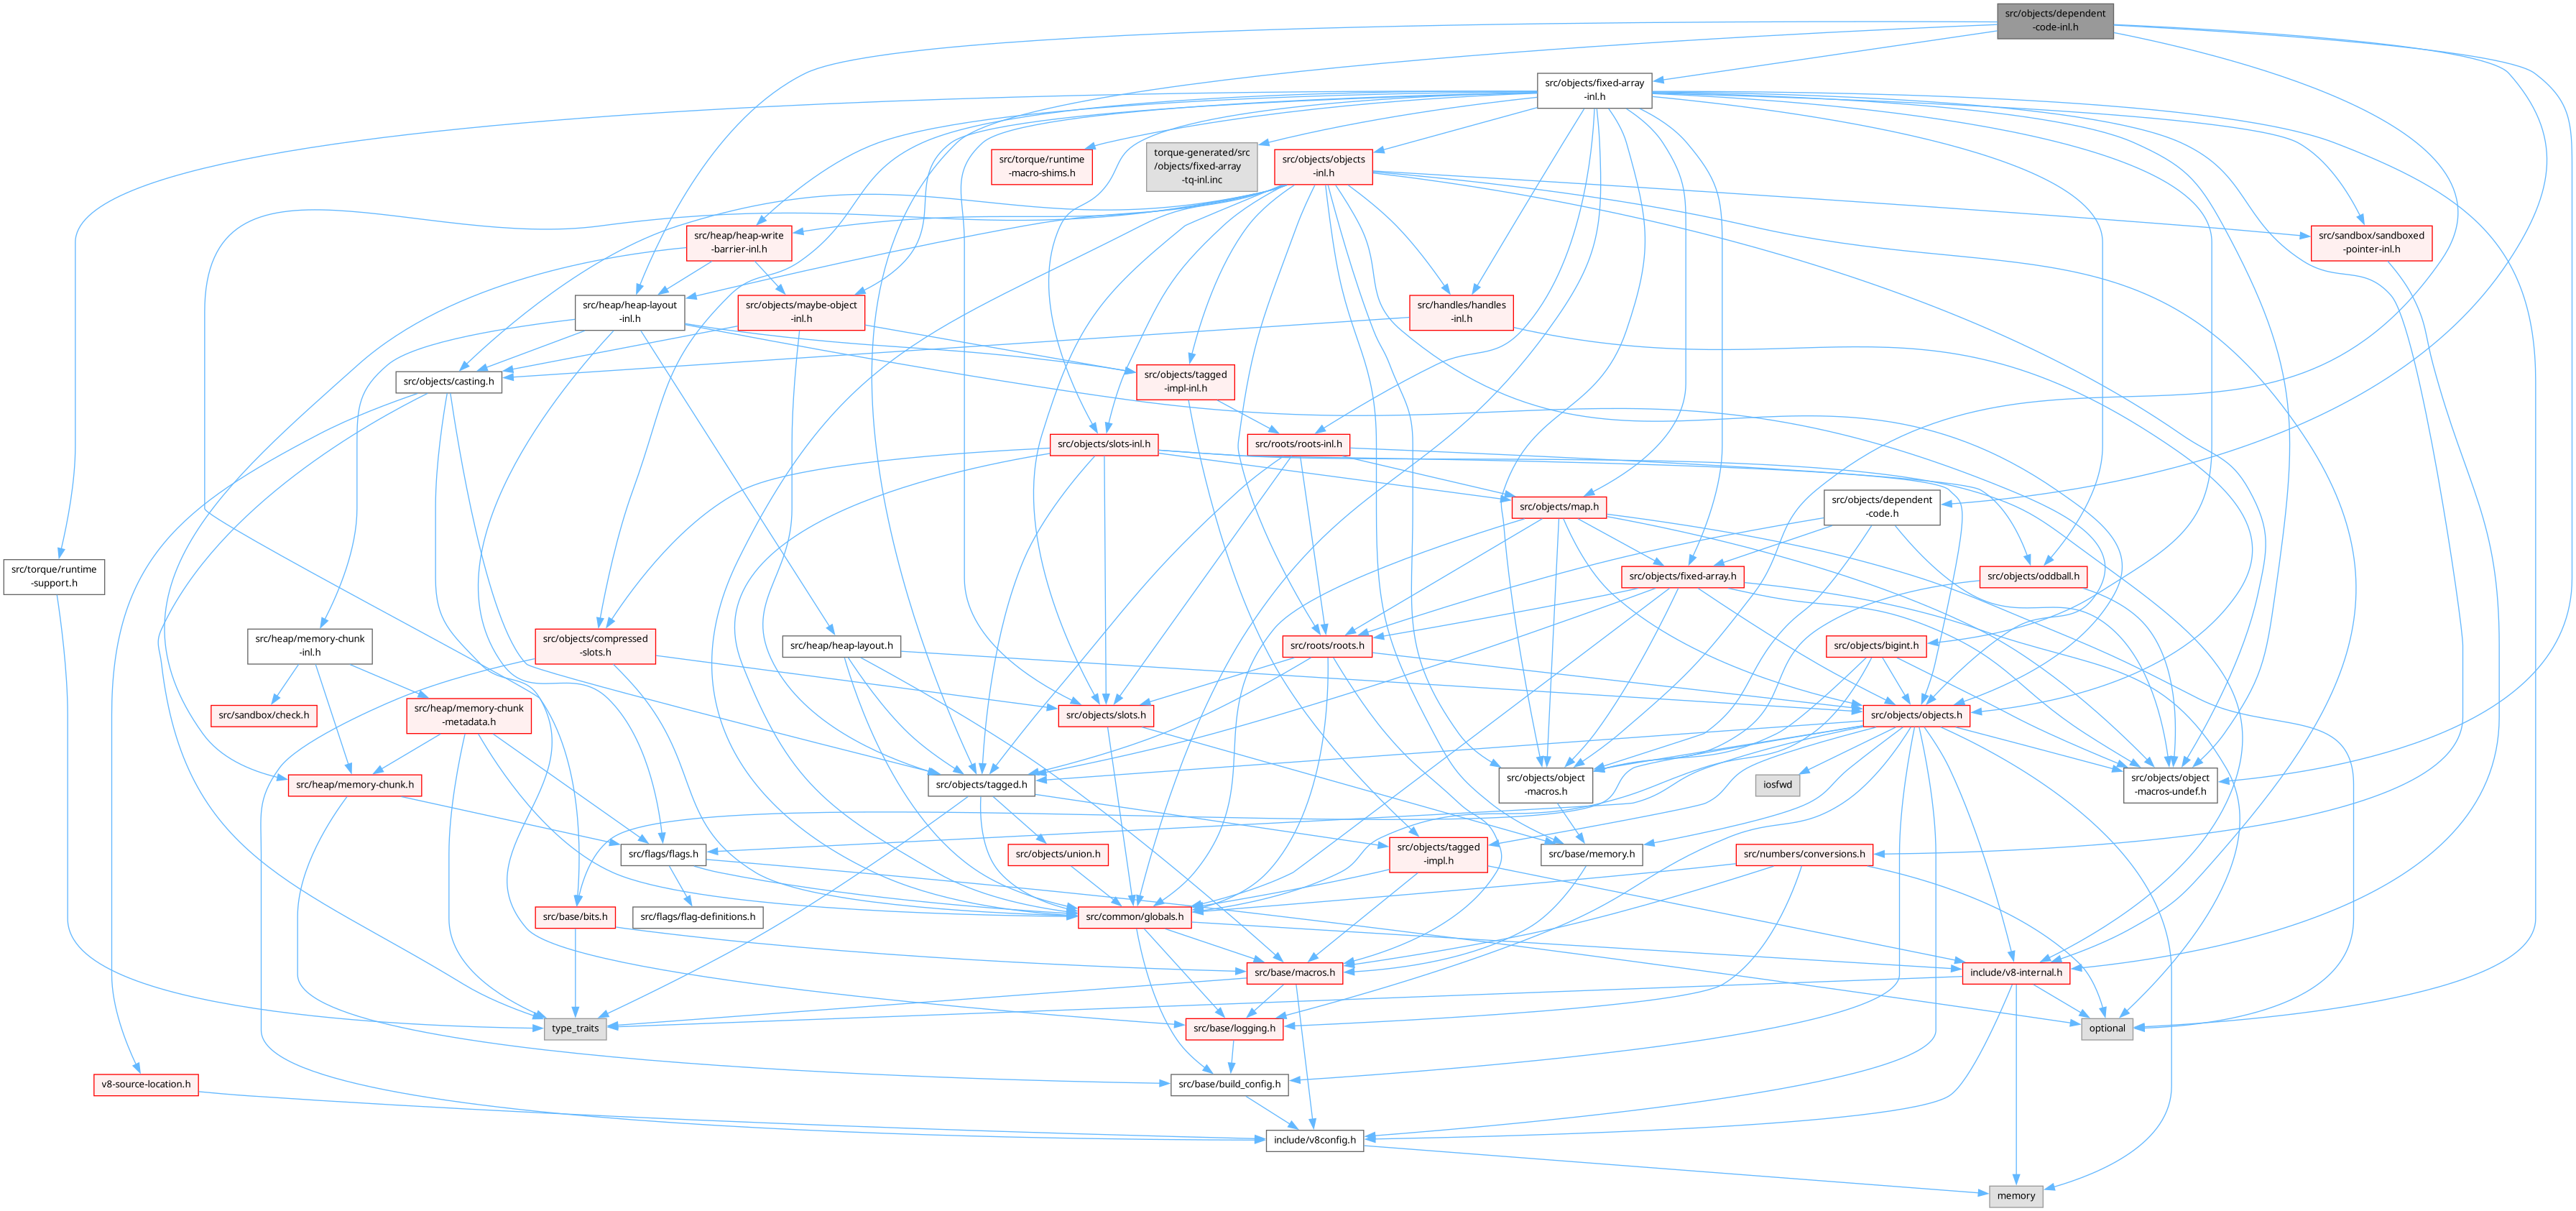 src/objects/dependent
-code-inl.h
src/objects/fixed-array
-inl.h
src/torque/runtime
-macro-shims.h
torque-generated/src
/objects/fixed-array
-tq-inl.inc
src/objects/objects
-inl.h
src/heap/heap-write
-barrier-inl.h
src/sandbox/sandboxed
-pointer-inl.h
src/heap/heap-layout
-inl.h
src/objects/maybe-object
-inl.h
src/handles/handles
-inl.h
src/objects/casting.h
src/objects/tagged
-impl-inl.h
src/objects/slots-inl.h
src/roots/roots-inl.h
src/objects/map.h
src/objects/dependent
-code.h
src/torque/runtime
-support.h
src/objects/fixed-array.h
src/objects/oddball.h
src/heap/memory-chunk
-inl.h
src/objects/compressed
-slots.h
src/heap/heap-layout.h
src/roots/roots.h
src/objects/bigint.h
src/sandbox/check.h
src/heap/memory-chunk
-metadata.h
src/objects/slots.h
src/objects/objects.h
src/heap/memory-chunk.h
src/objects/tagged.h
src/objects/object
-macros.h
iosfwd
src/objects/object
-macros-undef.h
src/flags/flags.h
src/objects/union.h
src/objects/tagged
-impl.h
src/base/memory.h
src/numbers/conversions.h
src/base/bits.h
src/flags/flag-definitions.h
src/common/globals.h
src/base/macros.h
include/v8-internal.h
type_traits
src/base/logging.h
optional
v8-source-location.h
src/base/build_config.h
include/v8config.h
memory